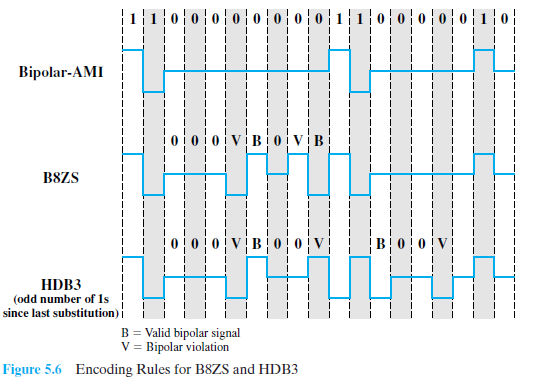 1 1 0 0 0 0 0 0 0 0 1 1 0 0 0 0 0 1 0
Bipolar-AMI
0 0 0 V B 0 V B
B8ZS
0 0 0 V B 0 0 V B 0 0 V
HDB3
(odd number of 1s
since last substitution)
B = Valid bipolar signal
V = Bipolar violation
Figure 5.6 Encoding Rules for B8ZS and HDB3